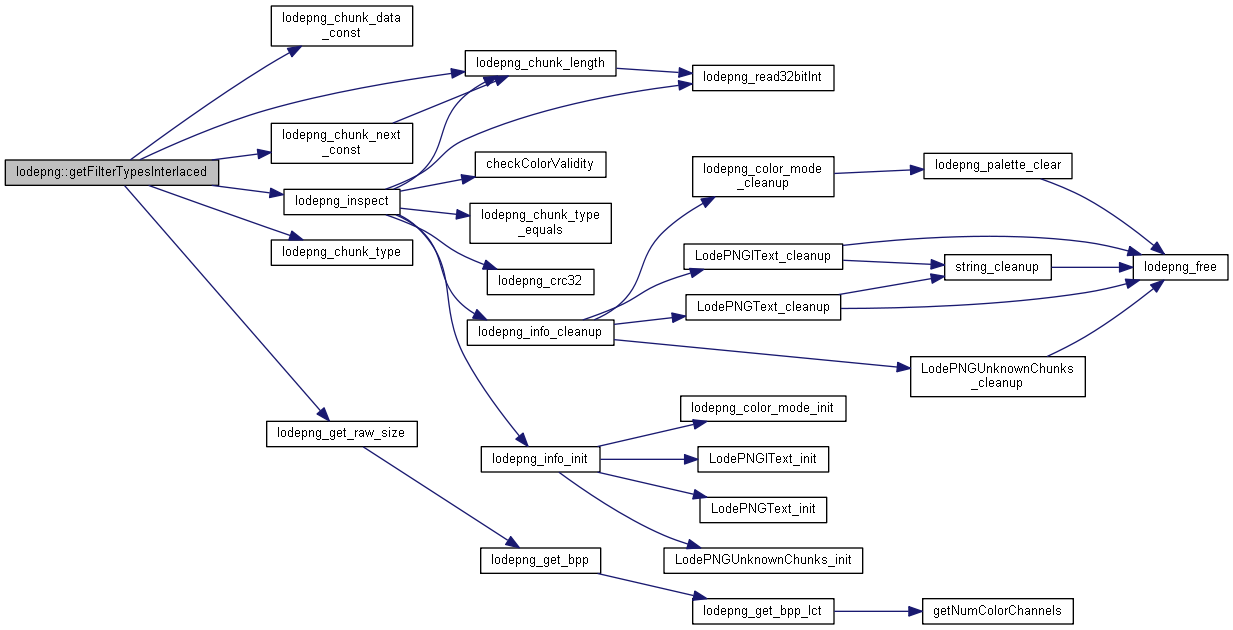 lodepng_chunk_data
_const
lodepng_chunk_length
lodepng_read32bitInt
lodepng_chunk_next
_const
checkColorValidity
lodepng::getFilterTypesInterlaced
lodepng_inspect
lodepng_color_mode
_cleanup
lodepng_palette_clear
lodepng_chunk_type
_equals
lodepng_chunk_type
LodePNGIText_cleanup
string_cleanup
lodepng_free
lodepng_crc32
LodePNGText_cleanup
lodepng_info_cleanup
LodePNGUnknownChunks
_cleanup
lodepng_color_mode_init
lodepng_get_raw_size
lodepng_info_init
LodePNGIText_init
LodePNGText_init
lodepng_get_bpp
LodePNGUnknownChunks_init
lodepng_get_bpp_lct
getNumColorChannels